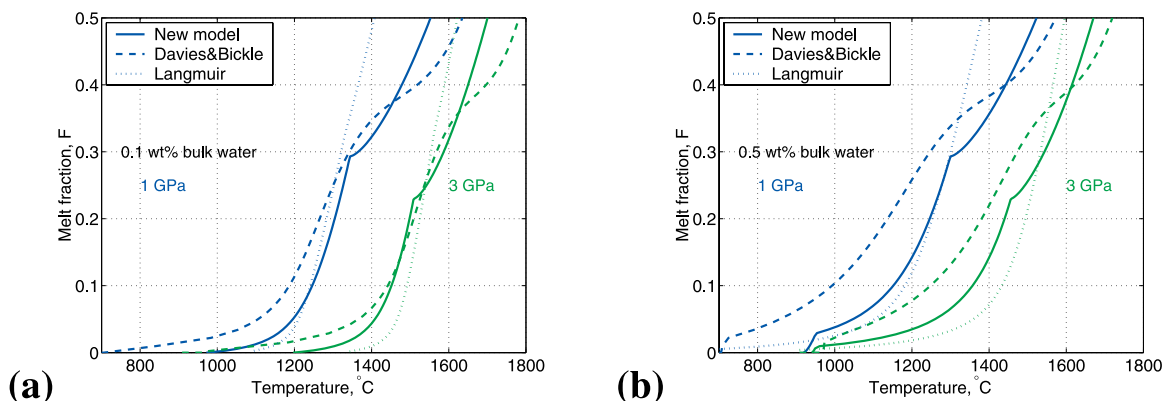 0.5
0.4
0.3
0.2
0.1
0
Melt fraction, F
New model
Davies&Bickle
Langmuir
0.1 wt% bulk water
1 GPa
3 GPa
800 1000 1200 1400 1600 1800
Temperature, °C
(a)
0.5
0.4
0.3
0.2
0.1
0
Melt fraction, F
New model
Davies&Bickle
Langmuir
0.5 wt% bulk water
1 GPa
3 GPa
800 1000 1200 1400 1600 1800
Temperature, °C
(b)